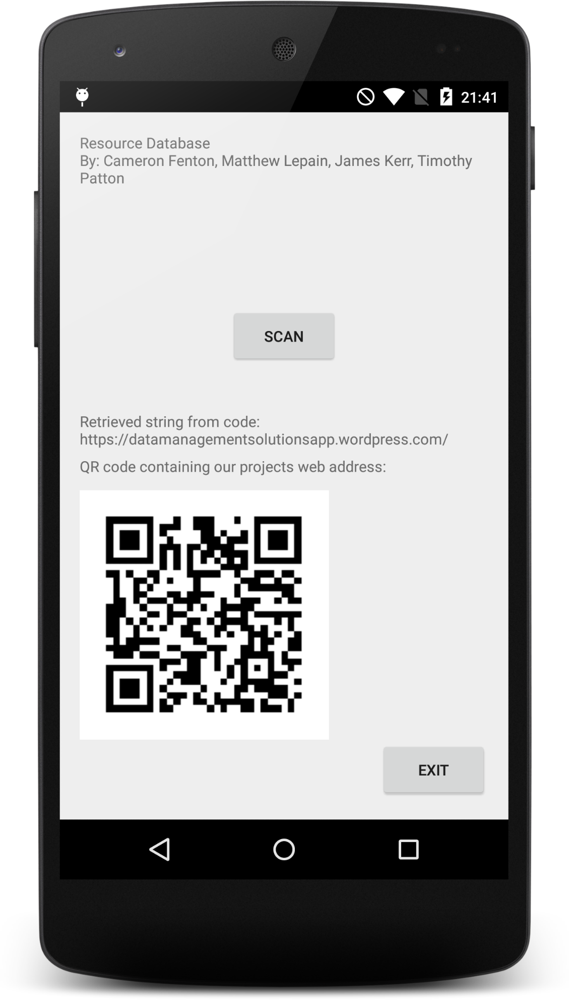 21:41
Resource Database
By: Cameron Fenton, Matthew Lepain, James Kerr, Timothy
Patton
SCAN
Retrieved string from code:
https://datamanagementsolutionsapp.wordpress.com/
QR code containing our projects web address:
EXIT